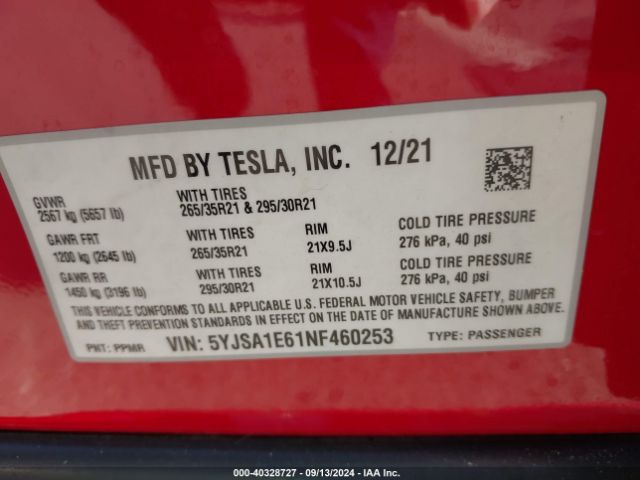 MFD BY TESLA, INC. 12/21
GVWR
2567 kg (5657 lb)
WITH TIRES
265/35R21 & 295/30R21
GAWR FRT
1200 kg (2645 lb)
WITH TIRES
265/35R21
RIM
21X9.5J
COLD TIRE PRESSURE
276 kPa, 40 psi
GAWR RR
1450 kg (3196 lb)
WITH TIRES
295/30R21
RIM
21X10.5J
COLD TIRE PRESSURE
276 kPa, 40 psi
THIS VEHICLE CONFORMS TO ALL APPLICABLE U.S. FEDERAL MOTOR VEHICLE SAFETY, BUMPER
AND THEFT PREVENTION STANDARDS IN EFFECT ON THE DATE OF MANUFACTURE SHOWN ABOVE.
PNT: PPMR VIN: 5YJSA1E61NF460253 TYPE: PASSENGER
000-40328727 - 09/13/2024 - IAA Inc.